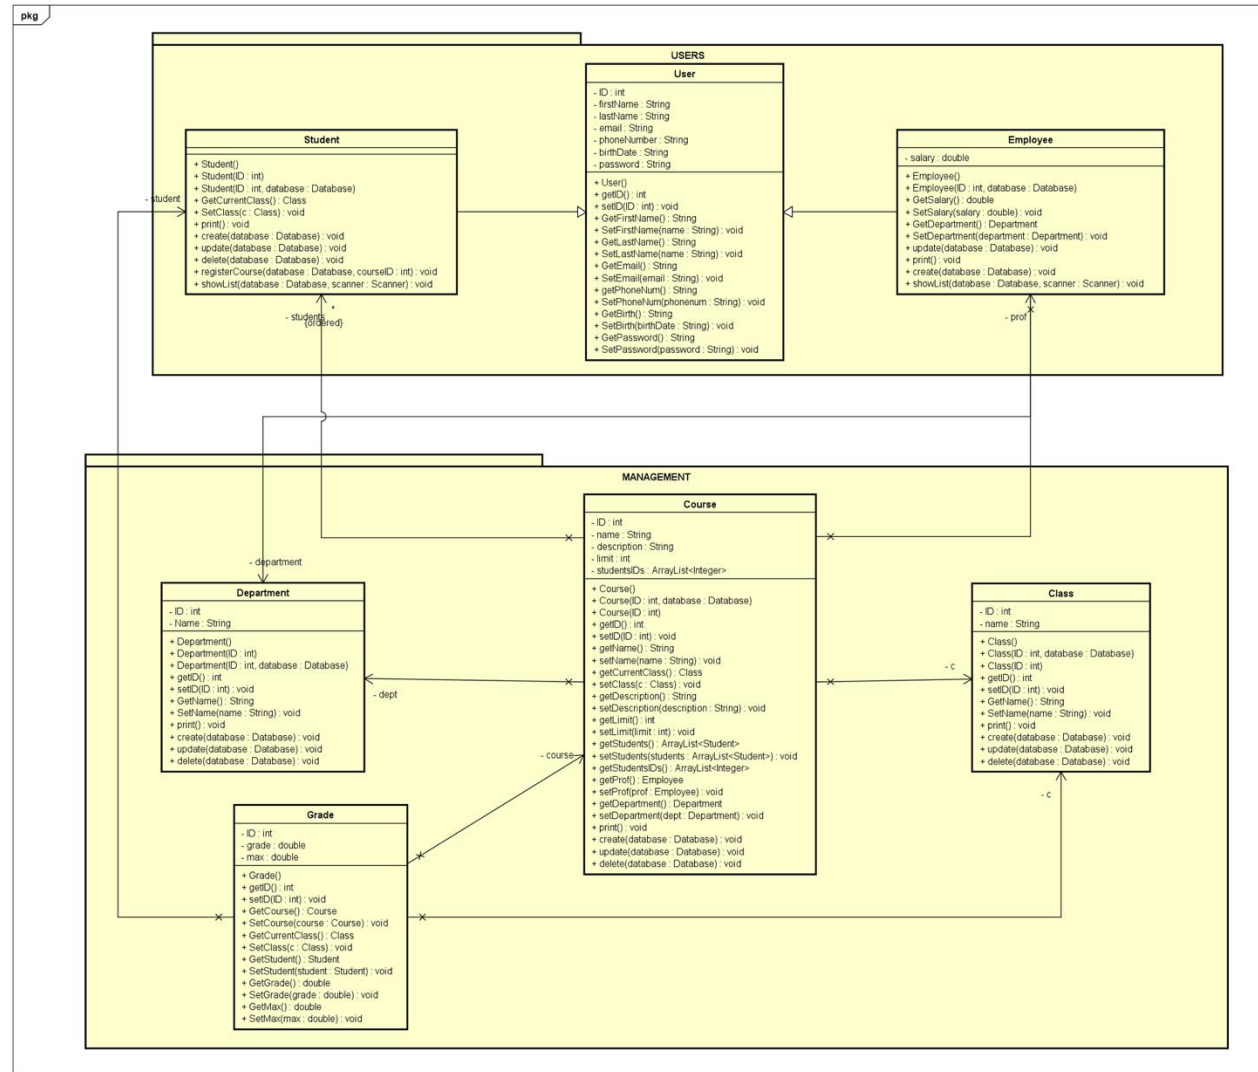 pkg
USERS
User
- ID : int
- firstName : String
- lastName : String
- email : String
- phoneNumber : String
- birthDate : String
- password : String
+ User()
+ getID() : int
+ setID(ID : int) : void
+ GetFirstName() : String
+ SetFirstName(name : String) : void
+ GetLastName() : String
+ SetLastName(name : String) : void
+ GetEmail() : String
+ SetEmail(email : String) : void
+ getPhoneNum() : String
+ SetPhoneNum(phonenum : String) : void
+ GetBirth() : String
+ SetBirth(birthDate : String) : void
+ GetPassword() : String
+ SetPassword(password : String) : void
Student
+ Student()
+ Student(ID : int)
+ Student(ID : int, database : Database)
+ GetCurrentClass() : Class
+ SetClass(c : Class) : void
+ print() : void
+ create(database : Database) : void
+ update(database : Database) : void
+ delete(database : Database) : void
+ registerCourse(database : Database, courseID : int) : void
+ showList(database : Database, scanner : Scanner) : void
- student
- students
*
{ordered}
Employee
- salary : double
+ Employee()
+ Employee(ID : int, database : Database)
+ GetSalary() : double
+ SetSalary(salary : double) : void
+ GetDepartment() : Department
+ SetDepartment(department : Department) : void
+ update(database : Database) : void
+ print() : void
+ create(database : Database) : void
+ showList(database : Database, scanner : Scanner) : void
- prof
MANAGEMENT
Course
- ID : int
- name : String
- description : String
- limit : int
- studentsIDs : ArrayList<Integer>
+ Course()
+ Course(ID : int, database : Database)
+ Course(ID : int)
+ getID() : int
+ setID(ID : int) : void
+ getName() : String
+ setName(name : String) : void
+ getCurrentClass() : Class
+ setClass(c : Class) : void
+ getDescription() : String
+ setDescription(description : String) : void
+ getLimit() : int
+ setLimit(limit : int) : void
+ getStudents() : ArrayList<Student>
+ setStudents(students : ArrayList<Student>) : void
+ getStudentsIDs() : ArrayList<Integer>
+ getProf() : Employee
+ setProf(prof : Employee) : void
+ getDepartment() : Department
+ setDepartment(dept : Department) : void
+ print() : void
+ create(database : Database) : void
+ update(database : Database) : void
+ delete(database : Database) : void
- department
Department
- ID : int
- Name : String
+ Department()
+ Department(ID : int)
+ Department(ID : int, database : Database)
+ getID() : int
+ setID(ID : int) : void
+ GetName() : String
+ SetName(name : String) : void
+ print() : void
+ create(database : Database) : void
+ update(database : Database) : void
+ delete(database : Database) : void
- dept
- c
Class
- ID : int
- name : String
+ Class()
+ Class(ID : int, database : Database)
+ Class(ID : int)
+ getID() : int
+ setID(ID : int) : void
+ GetName() : String
+ SetName(name : String) : void
+ print() : void
+ create(database : Database) : void
+ update(database : Database) : void
+ delete(database : Database) : void
- c
- course
Grade
- ID : int
- grade : double
- max : double
+ Grade()
+ getID() : int
+ setID(ID : int) : void
+ GetCourse() : Course
+ SetCourse(course : Course) : void
+ GetCurrentClass() : Class
+ SetClass(c : Class) : void
+ GetStudent() : Student
+ SetStudent(student : Student) : void
+ GetGrade() : double
+ SetGrade(grade : double) : void
+ GetMax() : double
+ SetMax(max : double) : void